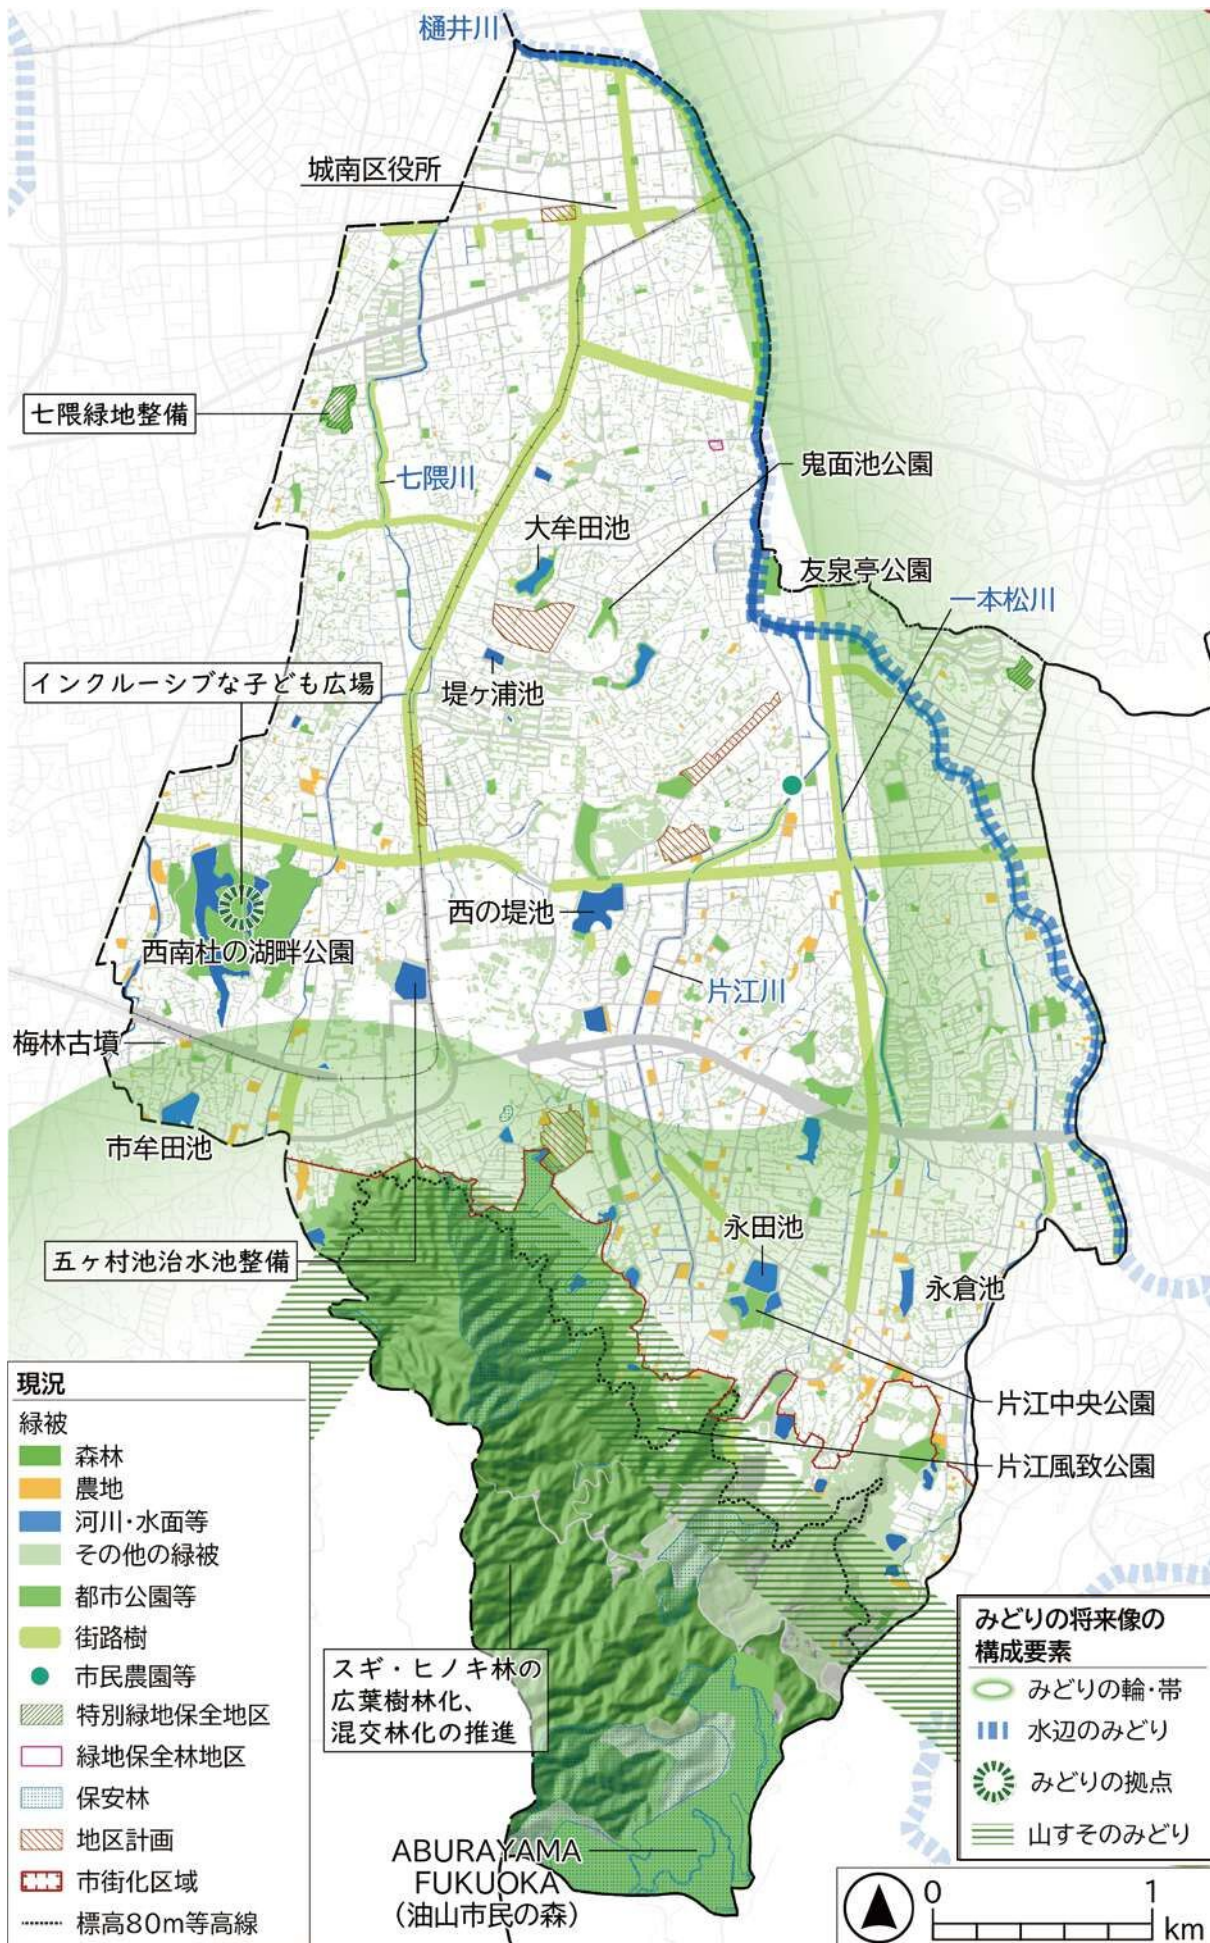 樋井川
城南区役所
七隈緑地整備
七隈川
鬼面池公園
大牟田池
友泉亭公園
一本松川
インクルーシブな子ども広場
堤ヶ浦池
西の堤池
西南杜の湖畔公園
片江川
梅林古墳
市牟田池
五ヶ村池治水池整備
永田池
永倉池
片江中央公園
片江風致公園
スギ・ヒノキ林の
広葉樹林化、
混交林化の推進
ABURAYAMA
FUKUOKA
(油山市民の森)
現況
緑被
森林
農地
河川・水面等
その他の緑被
都市公園等
街路樹
市民農園等
特別緑地保全地区
緑地保全林地区
保安林
地区計画
市街化区域
標高80m等高線
みどりの将来像の
構成要素
みどりの輪・帯
水辺のみどり
みどりの拠点
山すそのみどり
0 1
km